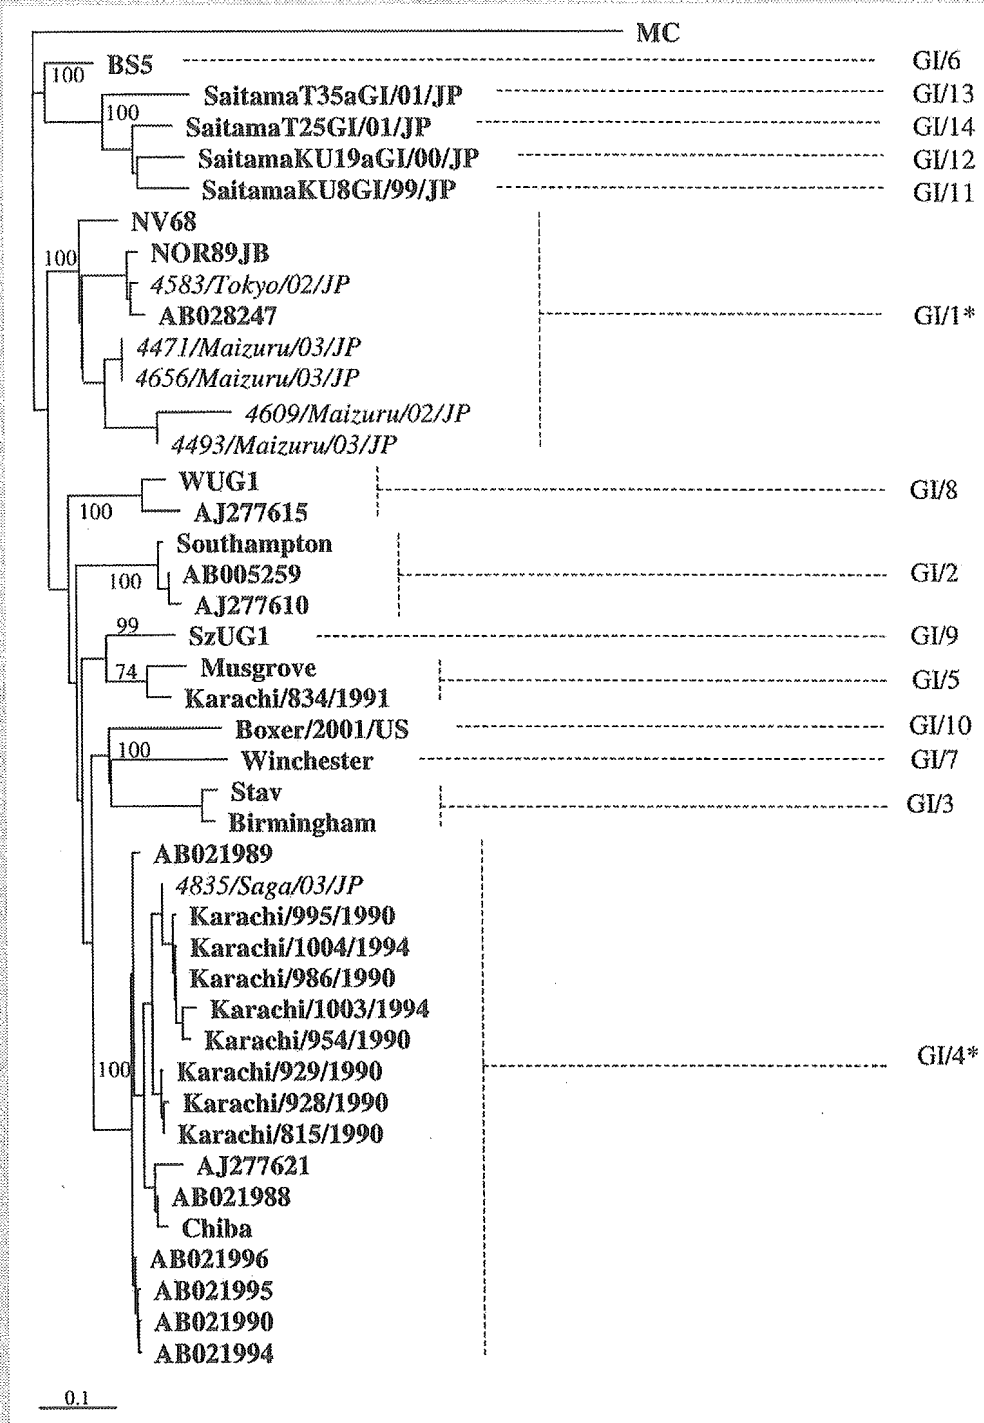 MC
100 BS5 GI/6
SaitamaT35aGI/01/JP GI/13
100
SaitamaT25GI/01/JP GI/14
SaitamaKU19aGI/00/JP GI/12
SaitamaKU8GI/99/JP GI/11
NV68
100 NOR89JB
4583/Tokyo/02/JP
AB028247 GI/1*
4471/Maizuru/03/JP
4656/Maizuru/03/JP
4609/Maizuru/02/JP
4493/Maizuru/03/JP
WUG1 GI/8
100 AJ277615
Southampton
100 AB005259 GI/2
AJ277610
99 SzUG1 GI/9
74 Musgrove GI/5
Karachi/834/1991
Boxer/2001/US GI/10
100 Winchester GI/7
Stav GI/3
Birmingham
AB021989
4835/Saga/03/JP
Karachi/995/1990
Karachi/1004/1994
Karachi/986/1990
Karachi/1003/1994
Karachi/954/1990
100 Karachi/929/1990 GI/4*
Karachi/928/1990
Karachi/815/1990
AJ277621
AB021988
Chiba
AB021996
AB021995
AB021990
AB021994
0.1